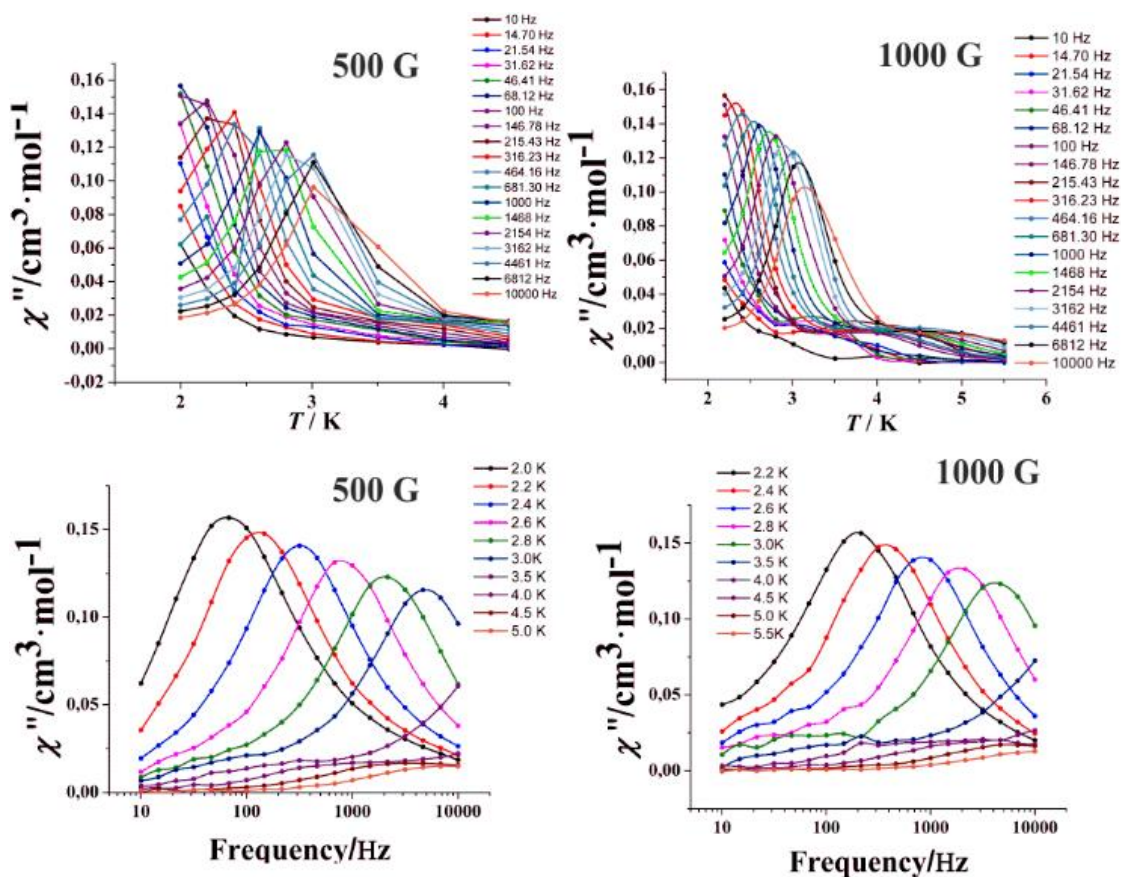 500 G
χ''/cm³·mol⁻¹
0,16
0,14
0,12
0,10
0,08
0,06
0,04
0,02
0,00
-0,02
2
3
4
T / K
10 Hz
14.70 Hz
21.54 Hz
31.62 Hz
46.41 Hz
68.12 Hz
100 Hz
146.78 Hz
215.43 Hz
316.23 Hz
464.16 Hz
681.30 Hz
1000 Hz
1468 Hz
2154 Hz
3162 Hz
4461 Hz
6812 Hz
10000 Hz
1000 G
χ''/cm³·mol⁻¹
0,16
0,14
0,12
0,10
0,08
0,06
0,04
0,02
0,00
2
3
4
5
6
T / K
10 Hz
14.70 Hz
21.54 Hz
31.62 Hz
46.41 Hz
68.12 Hz
100 Hz
146.78 Hz
215.43 Hz
316.23 Hz
464.16 Hz
681.30 Hz
1000 Hz
1468 Hz
2154 Hz
3162 Hz
4461 Hz
6812 Hz
10000 Hz
500 G
χ''/cm³·mol⁻¹
0,15
0,10
0,05
0,00
10
100
1000
10000
Frequency/Hz
2.0 K
2.2 K
2.4 K
2.6 K
2.8 K
3.0K
3.5 K
4.0 K
4.5 K
5.0 K
1000 G
χ''/cm³·mol⁻¹
0,15
0,10
0,05
0,00
10
100
1000
10000
Frequency/Hz
2.2 K
2.4 K
2.6 K
2.8 K
3.0K
3.5 K
4.0 K
4.5 K
5.0 K
5.5K